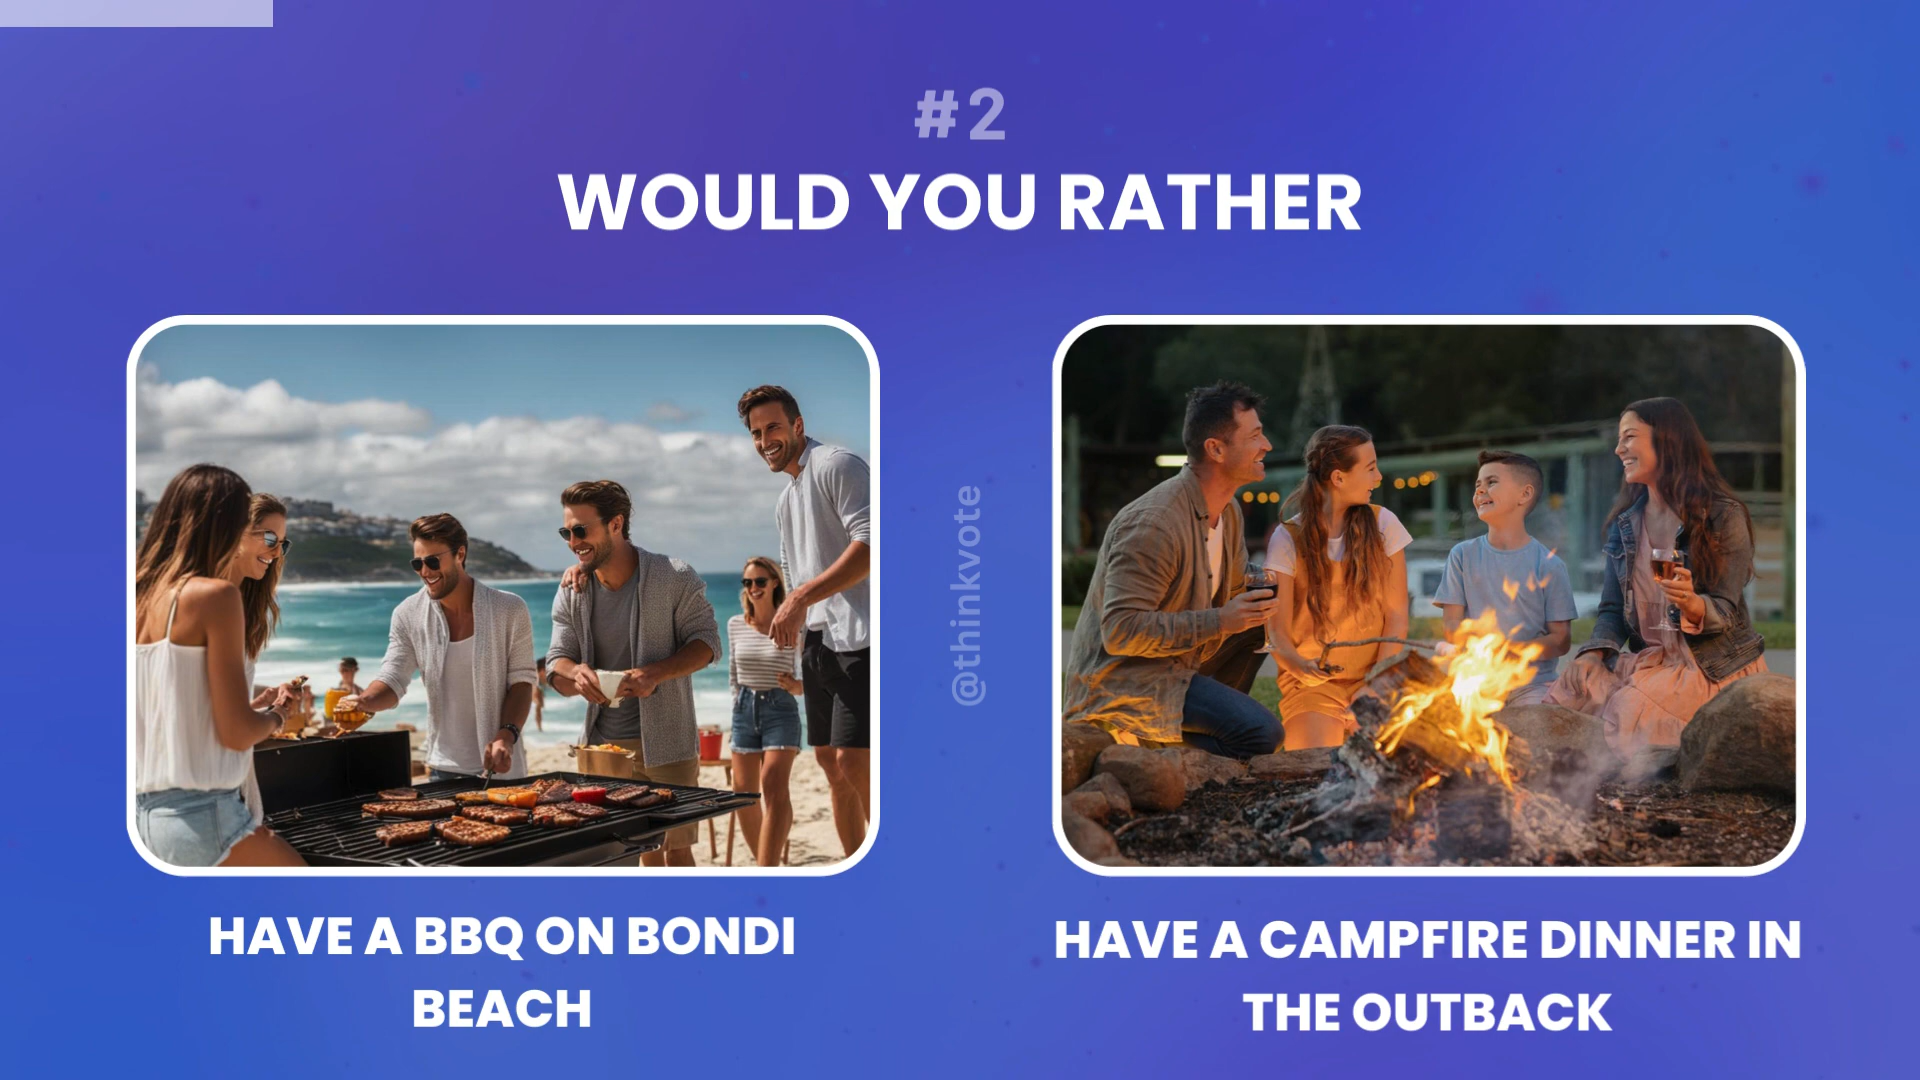 #2
WOULD YOU RATHER
@thinkvote
HAVE A BBQ ON BONDI
BEACH
HAVE A CAMPFIRE DINNER IN
THE OUTBACK